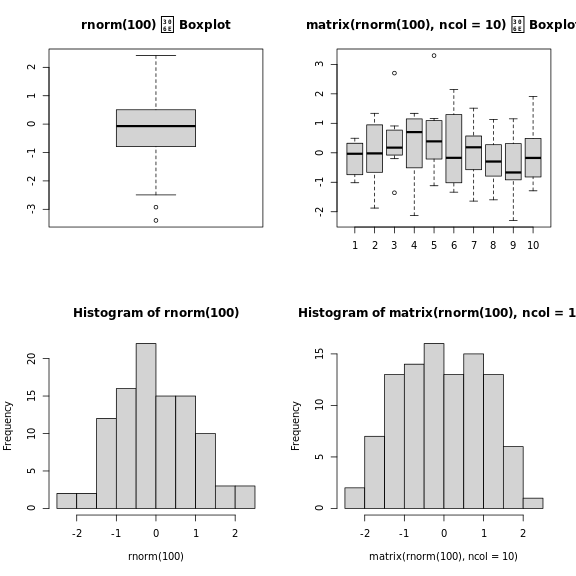 rnorm(100) の Boxplot
matrix(rnorm(100), ncol = 10) の Boxplo
2
1
0
-1
-2
-3
3
2
1
0
-1
-2
1 2 3 4 5 6 7 8 9 10
Histogram of rnorm(100)
Histogram of matrix(rnorm(100), ncol = 1
Frequency
20
15
10
5
0
-2 -1 0 1 2
rnorm(100)
Frequency
15
10
5
0
-2 -1 0 1 2
matrix(rnorm(100), ncol = 10)